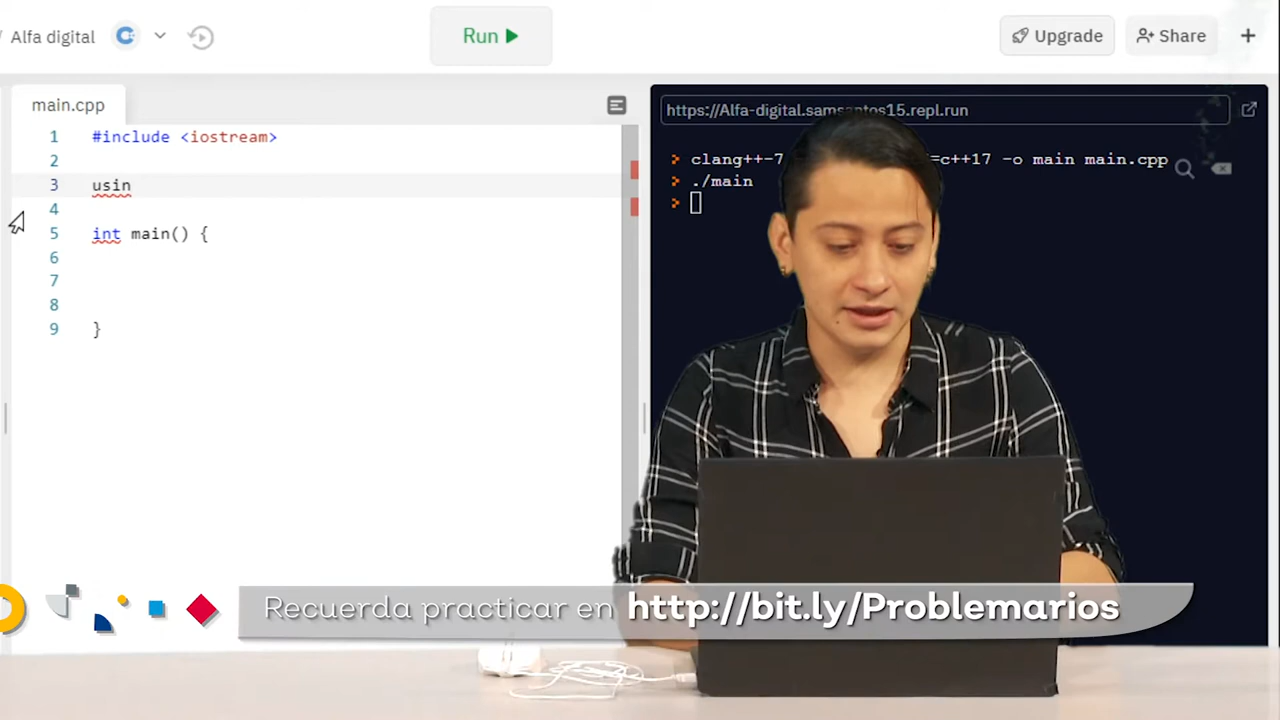 Alfa digital
Run
Upgrade
Share
main.cpp
1 #include <iostream>
2
3 usin
4
5 int main() {
6
7
8
9 }
https://Alfa-digital.samsantos15.repl.run
> clang++-7 =c++17 -o main main.cpp
> ./main
>
Recuerda practicar en http://bit.ly/Problemarios